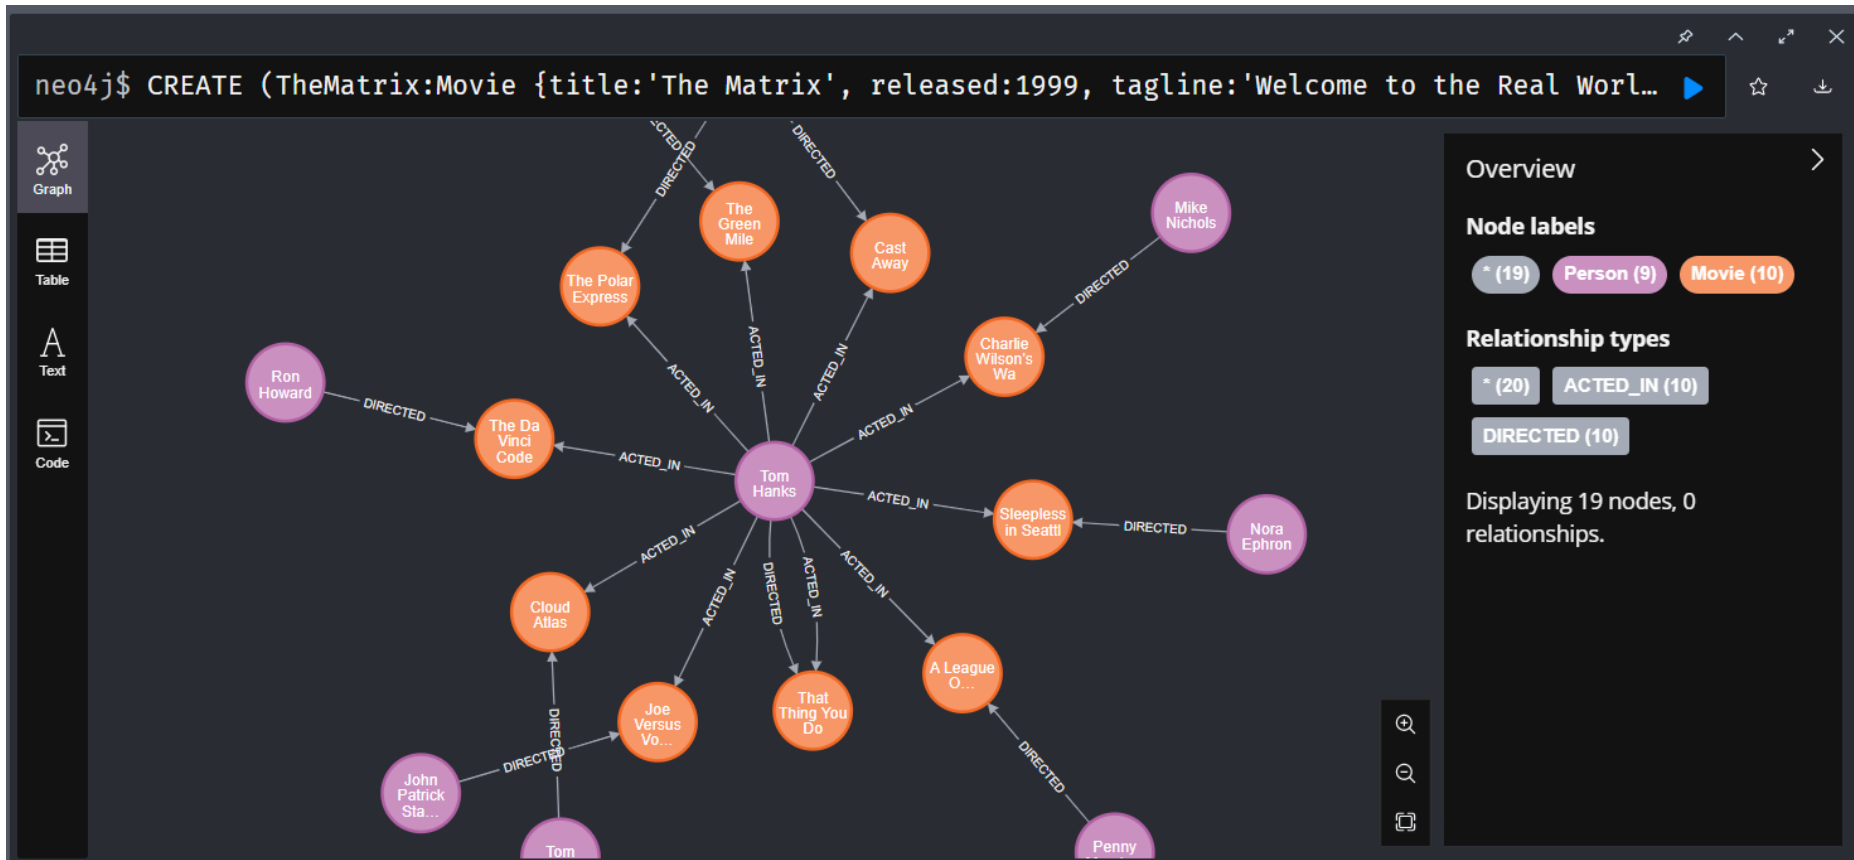 neo4j$ CREATE (TheMatrix:Movie {title:'The Matrix', released:1999, tagline:'Welcome to the Real Worl…
Graph
Table
Text
Code
DIRECTED
DIRECTED
The
Green
Mile
Cast
Away
The Polar
Express
Mike
Nichols
DIRECTED
Charlie
Wilson's
Wa
Ron
Howard
DIRECTED
The Da
Vinci
Code
ACTED_IN
ACTED_IN
ACTED_IN
ACTED_IN
ACTED_IN
Tom
Hanks
ACTED_IN
Sleepless
in Seattl
DIRECTED
Nora
Ephron
ACTED_IN
ACTED_IN
DIRECTED
ACTED_IN
ACTED_IN
Cloud
Atlas
DIRECTED
Joe
Versus
Vo...
That
Thing You
Do
A League
O...
DIRECTED
DIRECTED
John
Patrick
Sta...
Tom
Penny
Overview
Node labels
* (19) Person (9) Movie (10)
Relationship types
* (20) ACTED_IN (10)
DIRECTED (10)
Displaying 19 nodes, 0
relationships.